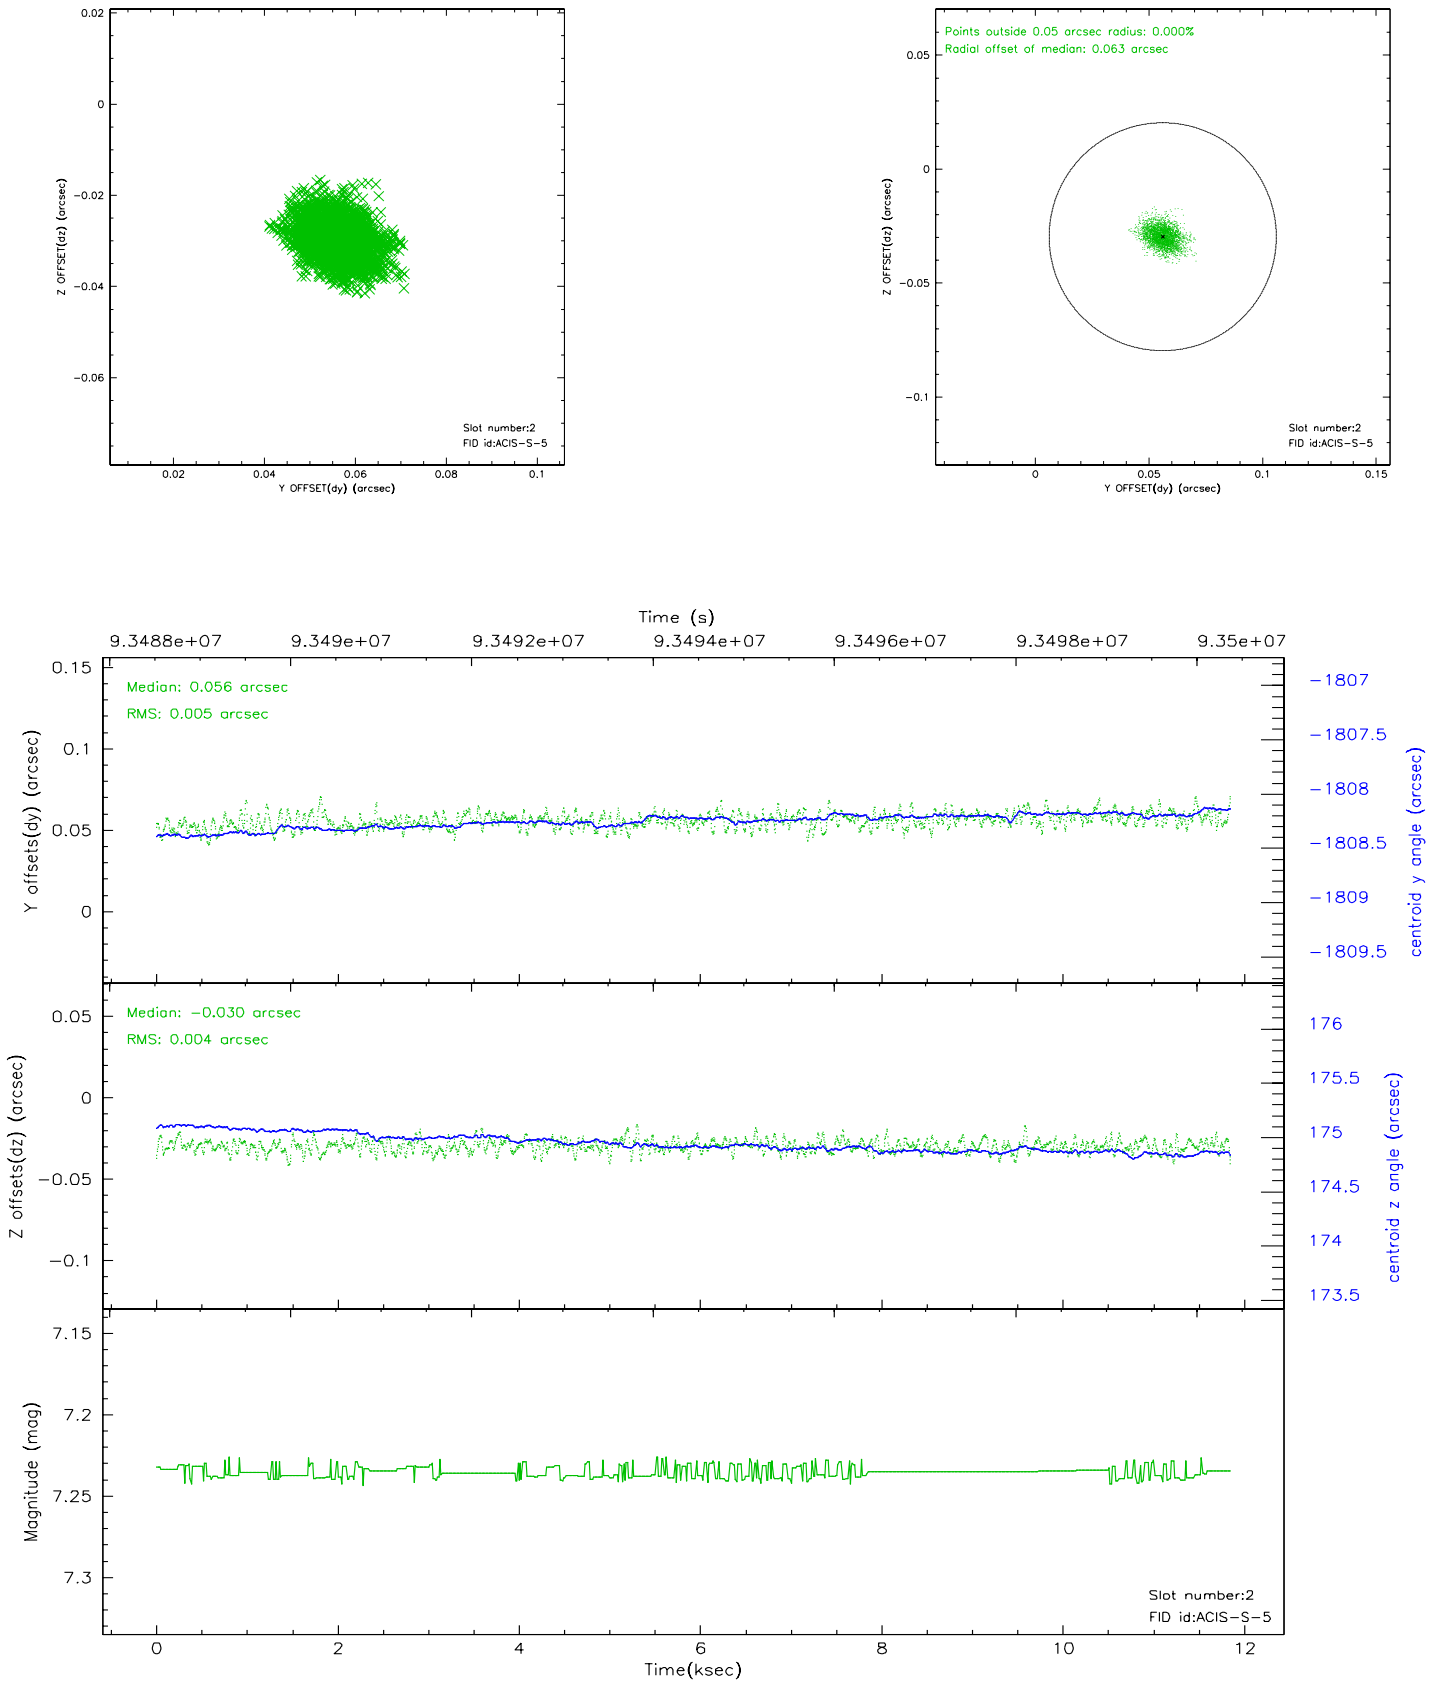 0.02
0
−0.02
−0.04
−0.06
Z OFFSET(dz) (arcsec)
Slot number:2
FID id:ACIS−S−5
0.02 0.04 0.06 0.08 0.1
Y OFFSET(dy) (arcsec)
Points outside 0.05 arcsec radius: 0.000%
Radial offset of median: 0.063 arcsec
0.05
0
−0.05
−0.1
Z OFFSET(dz) (arcsec)
Slot number:2
FID id:ACIS−S−5
0 0.05 0.1 0.15
Y OFFSET(dy) (arcsec)
Time (s)
9.3488e+07 9.349e+07 9.3492e+07 9.3494e+07 9.3496e+07 9.3498e+07 9.35e+07
Median: 0.056 arcsec
RMS: 0.005 arcsec
0.15
0.1
0.05
0
Y offsets(dy) (arcsec)
−1807
−1807.5
−1808
−1808.5
−1809
−1809.5
centroid y angle (arcsec)
Median: −0.030 arcsec
RMS: 0.004 arcsec
0.05
0
−0.05
−0.1
Z offsets(dz) (arcsec)
176
175.5
175
174.5
174
173.5
centroid z angle (arcsec)
7.15
7.2
7.25
7.3
Magnitude (mag)
Slot number:2
FID id:ACIS−S−5
0 2 4 6 8 10 12
Time(ksec)